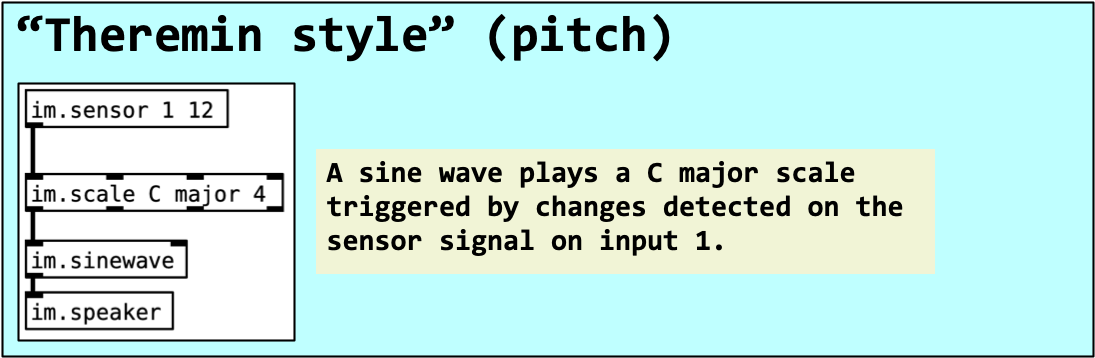 “Theremin style” (pitch)
im.sensor 1 12
im.scale C major 4
im.sinewave
im.speaker
A sine wave plays a C major scale
triggered by changes detected on the
sensor signal on input 1.